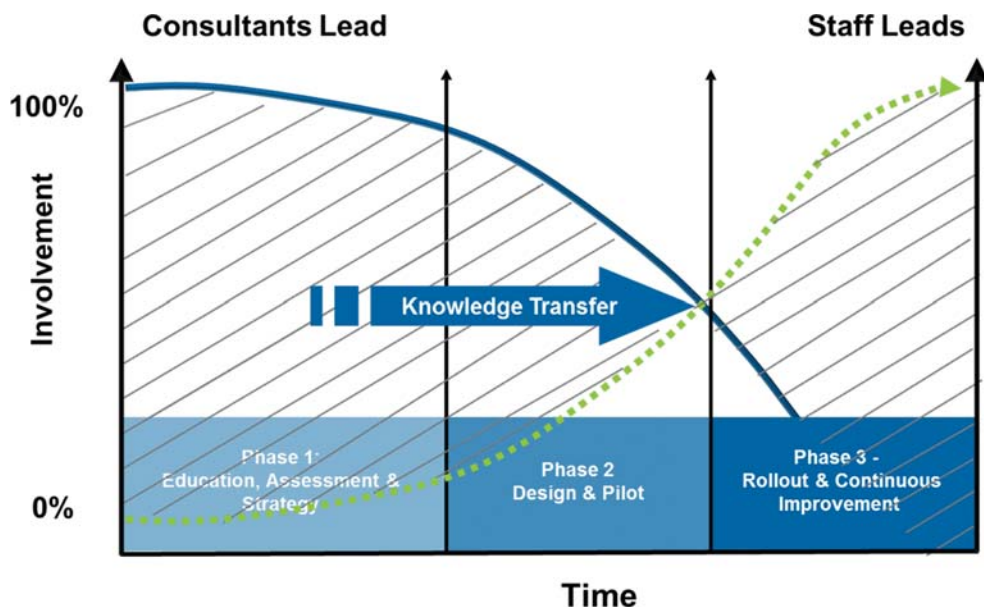 Consultants Lead
Staff Leads
100%
Involvement
Knowledge Transfer
Phase 1:
Education, Assessment &
Strategy
Phase 2
Design & Pilot
Phase 3 -
Rollout & Continuous
Improvement
0%
Time